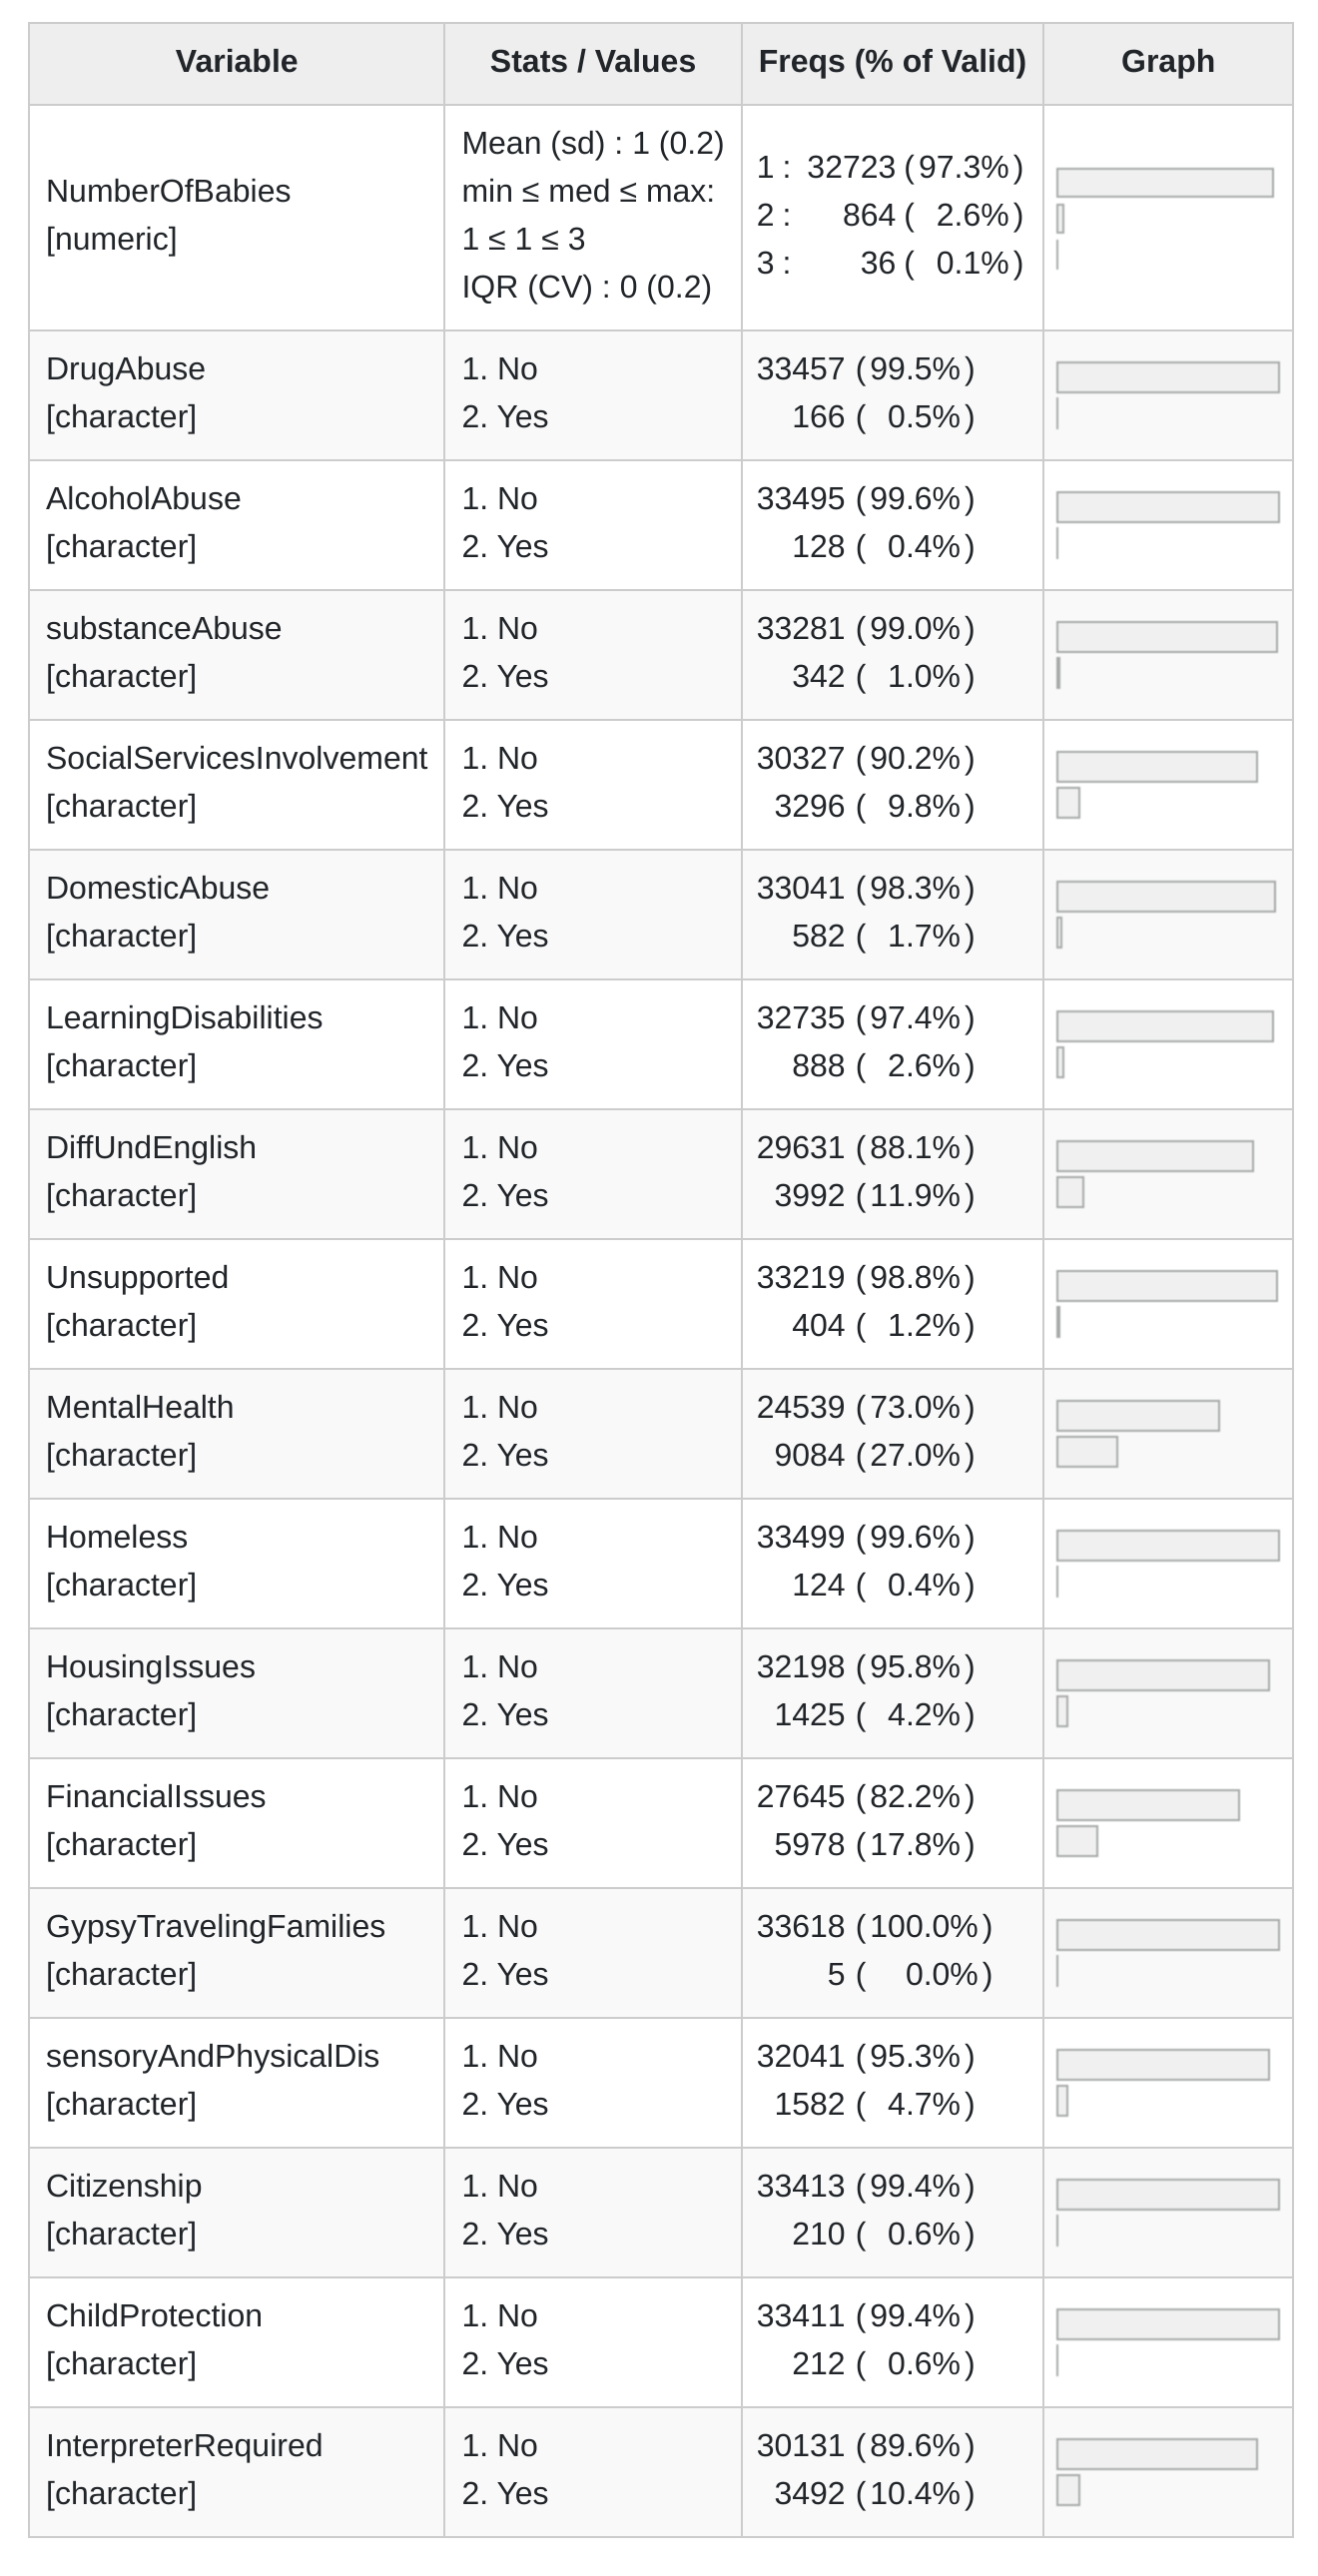 Variable Stats / Values Freqs (% of Valid) Graph
NumberOfBabies
[numeric]
Mean (sd) : 1 (0.2)
min ≤ med ≤ max:
1 ≤ 1 ≤ 3
IQR (CV) : 0 (0.2)
1 : 32723 (97.3%)
2 : 864 ( 2.6%)
3 : 36 ( 0.1%)
DrugAbuse
[character]
1. No
2. Yes
33457 (99.5%)
166 ( 0.5%)
AlcoholAbuse
[character]
1. No
2. Yes
33495 (99.6%)
128 ( 0.4%)
substanceAbuse
[character]
1. No
2. Yes
33281 (99.0%)
342 ( 1.0%)
SocialServicesInvolvement
[character]
1. No
2. Yes
30327 (90.2%)
3296 ( 9.8%)
DomesticAbuse
[character]
1. No
2. Yes
33041 (98.3%)
582 ( 1.7%)
LearningDisabilities
[character]
1. No
2. Yes
32735 (97.4%)
888 ( 2.6%)
DiffUndEnglish
[character]
1. No
2. Yes
29631 (88.1%)
3992 (11.9%)
Unsupported
[character]
1. No
2. Yes
33219 (98.8%)
404 ( 1.2%)
MentalHealth
[character]
1. No
2. Yes
24539 (73.0%)
9084 (27.0%)
Homeless
[character]
1. No
2. Yes
33499 (99.6%)
124 ( 0.4%)
HousingIssues
[character]
1. No
2. Yes
32198 (95.8%)
1425 ( 4.2%)
FinancialIssues
[character]
1. No
2. Yes
27645 (82.2%)
5978 (17.8%)
GypsyTravelingFamilies
[character]
1. No
2. Yes
33618 (100.0%)
5 ( 0.0%)
sensoryAndPhysicalDis
[character]
1. No
2. Yes
32041 (95.3%)
1582 ( 4.7%)
Citizenship
[character]
1. No
2. Yes
33413 (99.4%)
210 ( 0.6%)
ChildProtection
[character]
1. No
2. Yes
33411 (99.4%)
212 ( 0.6%)
InterpreterRequired
[character]
1. No
2. Yes
30131 (89.6%)
3492 (10.4%)